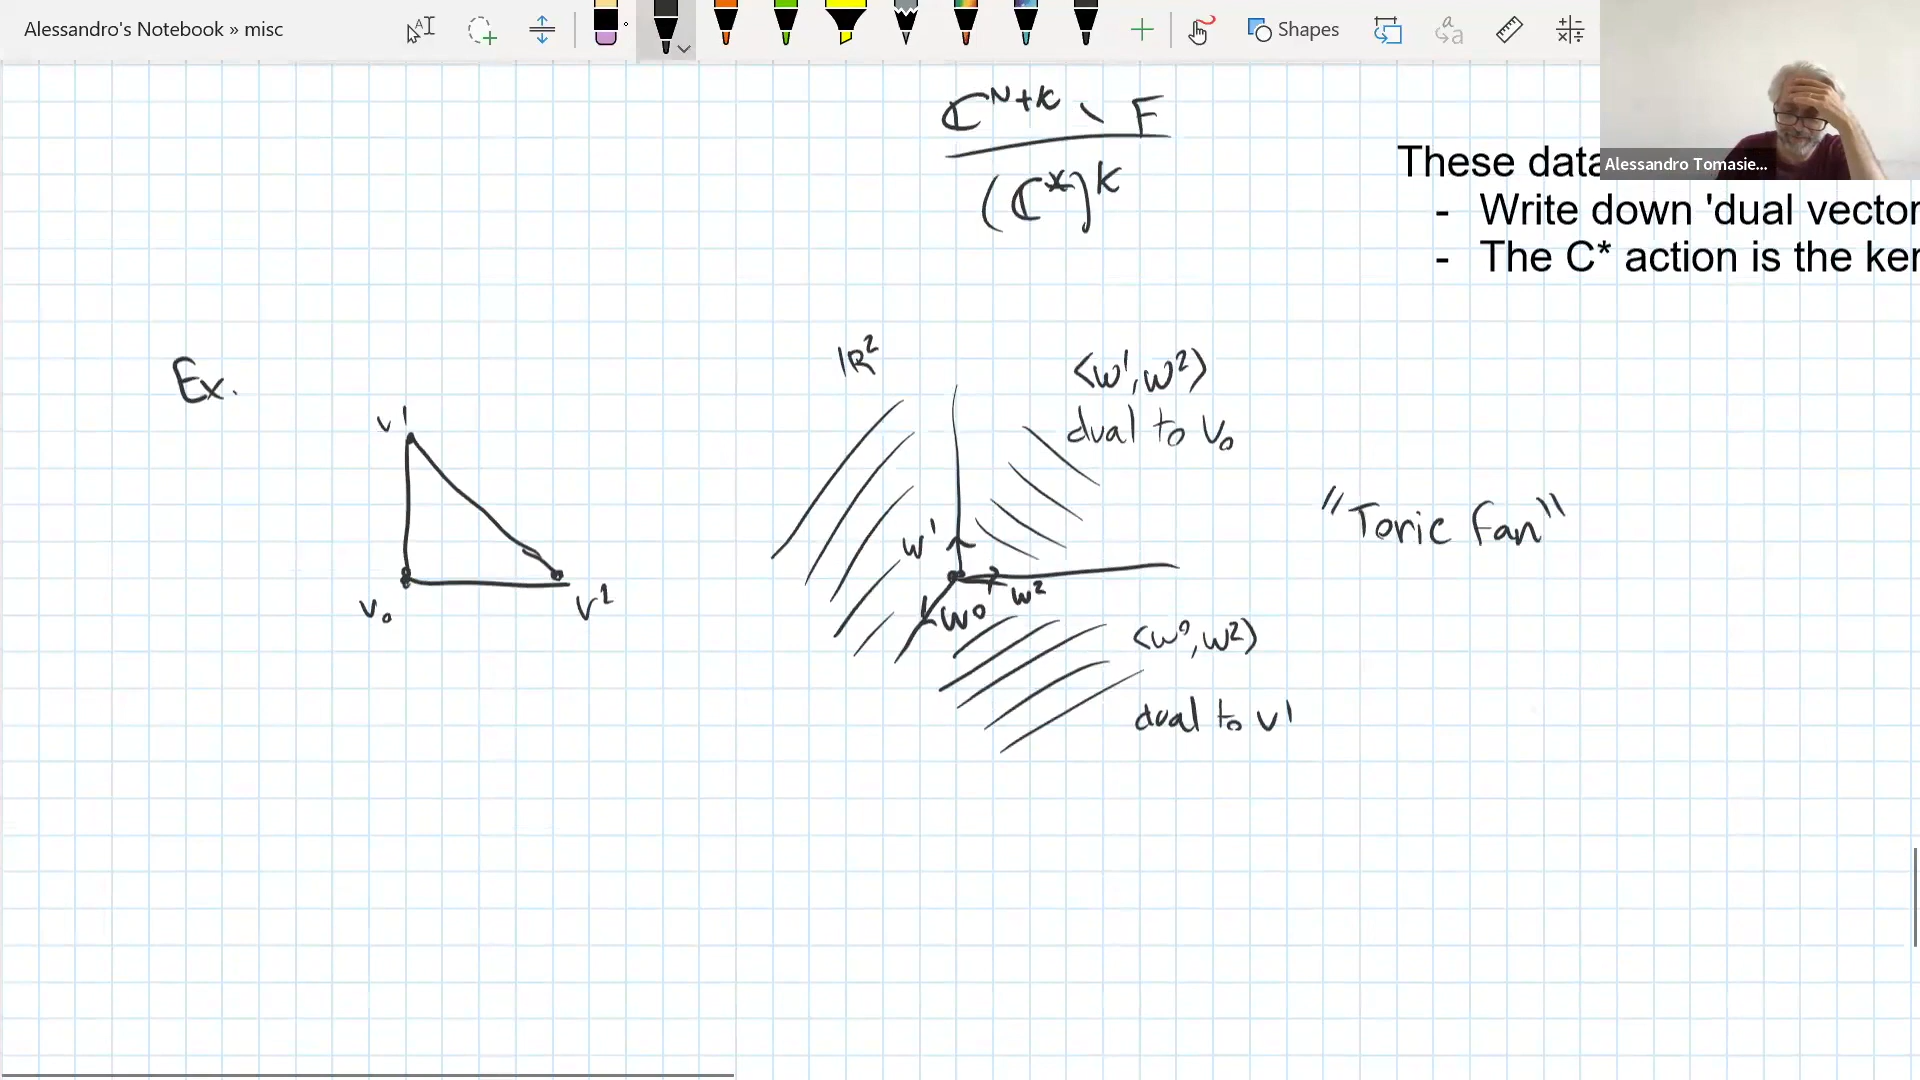 Alessandro's Notebook » misc
Shapes
Alessandro Tomasie...
ℂ^{N+K} \ F
(ℂ*)^K
These data
- Write down 'dual vector
- The C* action is the ker
Ex.
v¹
v₀
v²
ℝ²
⟨w¹, w²⟩
dual to v₀
w¹
w²
w⁰
⟨w⁰, w²⟩
dual to v¹
"Toric fan"